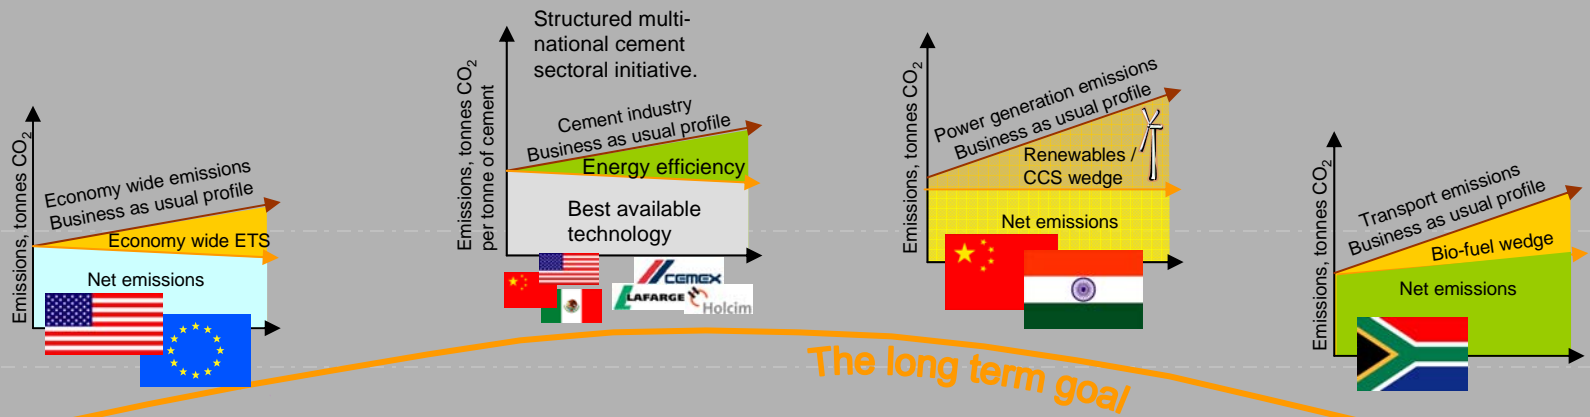 Emissions, tonnes CO2
Economy wide emissions
Business as usual profile
Economy wide ETS
Net emissions
Structured multi-
national cement
sectoral initiative.
Emissions, tonnes CO2
per tonne of cement
Cement industry
Business as usual profile
Energy efficiency
Best available
technology
CEMEX
LAFARGE
Holcim
Emissions, tonnes CO2
Power generation emissions
Business as usual profile
Renewables /
CCS wedge
Net emissions
Emissions, tonnes CO2
Transport emissions
Business as usual profile
Bio-fuel wedge
Net emissions
The long term goal